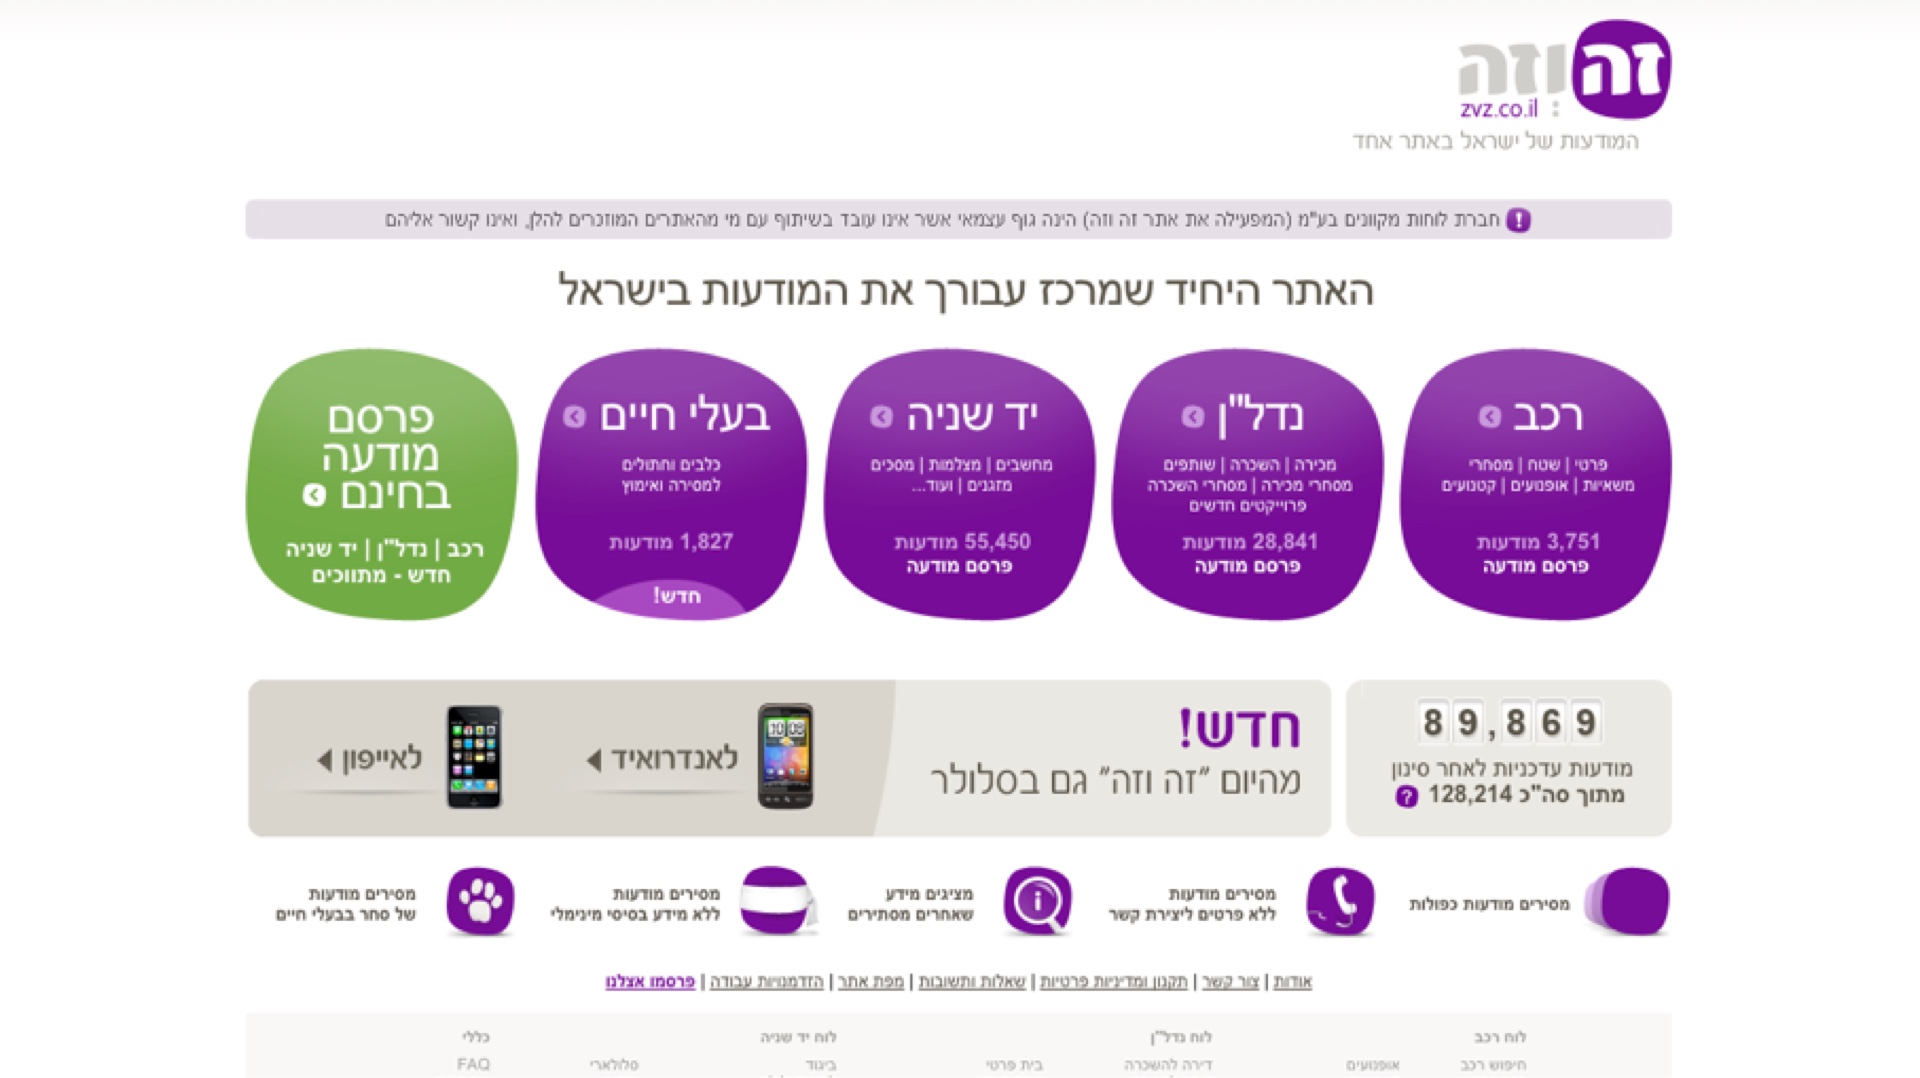 זה וזה
zvz.co.il
המודעות של ישראל באתר אחד
חברת לוחות מקוונים בע"מ (המפעילה את אתר זה וזה) הינה גוף עצמאי אשר אינו עובד בשיתוף עם מי מהאתרים המוזכרים להלן, ואינו קשור אליהם
האתר היחיד שמרכז עבורך את המודעות בישראל
רכב
פרטי | שטח | מסחרי
משאיות | אופנועים | קטנועים
3,751 מודעות
פרסם מודעה
נדל"ן
מכירה | השכרה | שותפים
מסחרי מכירה | מסחרי השכרה
פרוייקטים חדשים
28,841 מודעות
פרסם מודעה
יד שניה
מחשבים | מצלמות | מסכים
מזגנים | ועוד...
55,450 מודעות
פרסם מודעה
בעלי חיים
כלבים וחתולים
למסירה ואימוץ
1,827 מודעות
חדש!
פרסם
מודעה
בחינם
רכב | נדל"ן | יד שניה
חדש - מתווכים
89,869
מודעות עדכניות לאחר סינון
מתוך סה"כ 128,214
חדש!
מהיום "זה וזה" גם בסלולר
לאנדרואיד
לאייפון
מסירים מודעות כפולות
מסירים מודעות
ללא פרטים ליצירת קשר
מציגים מידע
שאחרים מסתירים
מסירים מודעות
ללא מידע בסיסי מינימלי
מסירים מודעות
של סחר בבעלי חיים
אודות | צור קשר | תקנון ומדיניות פרטיות | שאלות ותשובות | מפת אתר | הזדמנויות עבודה | פרסמו אצלנו
לוח רכב
לוח נדל"ן
לוח יד שניה
כללי
חיפוש רכב
אופנועים
דירה להשכרה
בית פרטי
ביגוד
סלולארי
FAQ